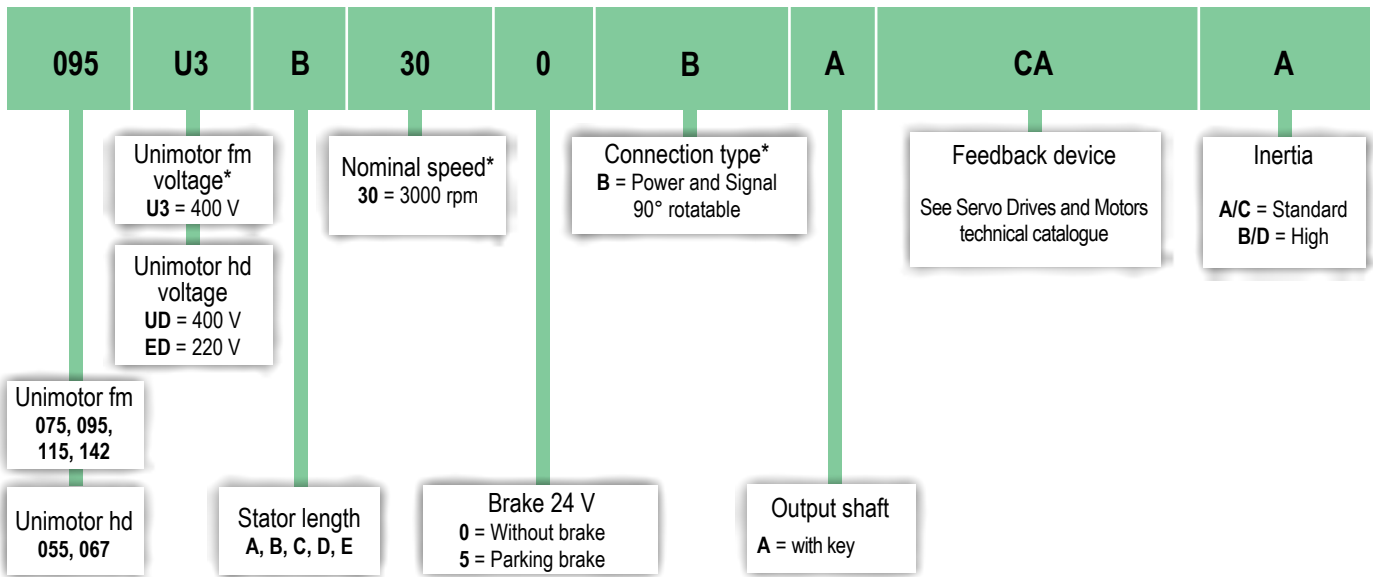 095 U3 B 30 0 B A CA A
Unimotor fm
voltage*
U3 = 400 V
Nominal speed*
30 = 3000 rpm
Connection type*
B = Power and Signal
90° rotatable
Feedback device
See Servo Drives and Motors
technical catalogue
Inertia
A/C = Standard
B/D = High
Unimotor hd
voltage
UD = 400 V
ED = 220 V
Unimotor fm
075, 095,
115, 142
Unimotor hd
055, 067
Stator length
A, B, C, D, E
Brake 24 V
0 = Without brake
5 = Parking brake
Output shaft
A = with key